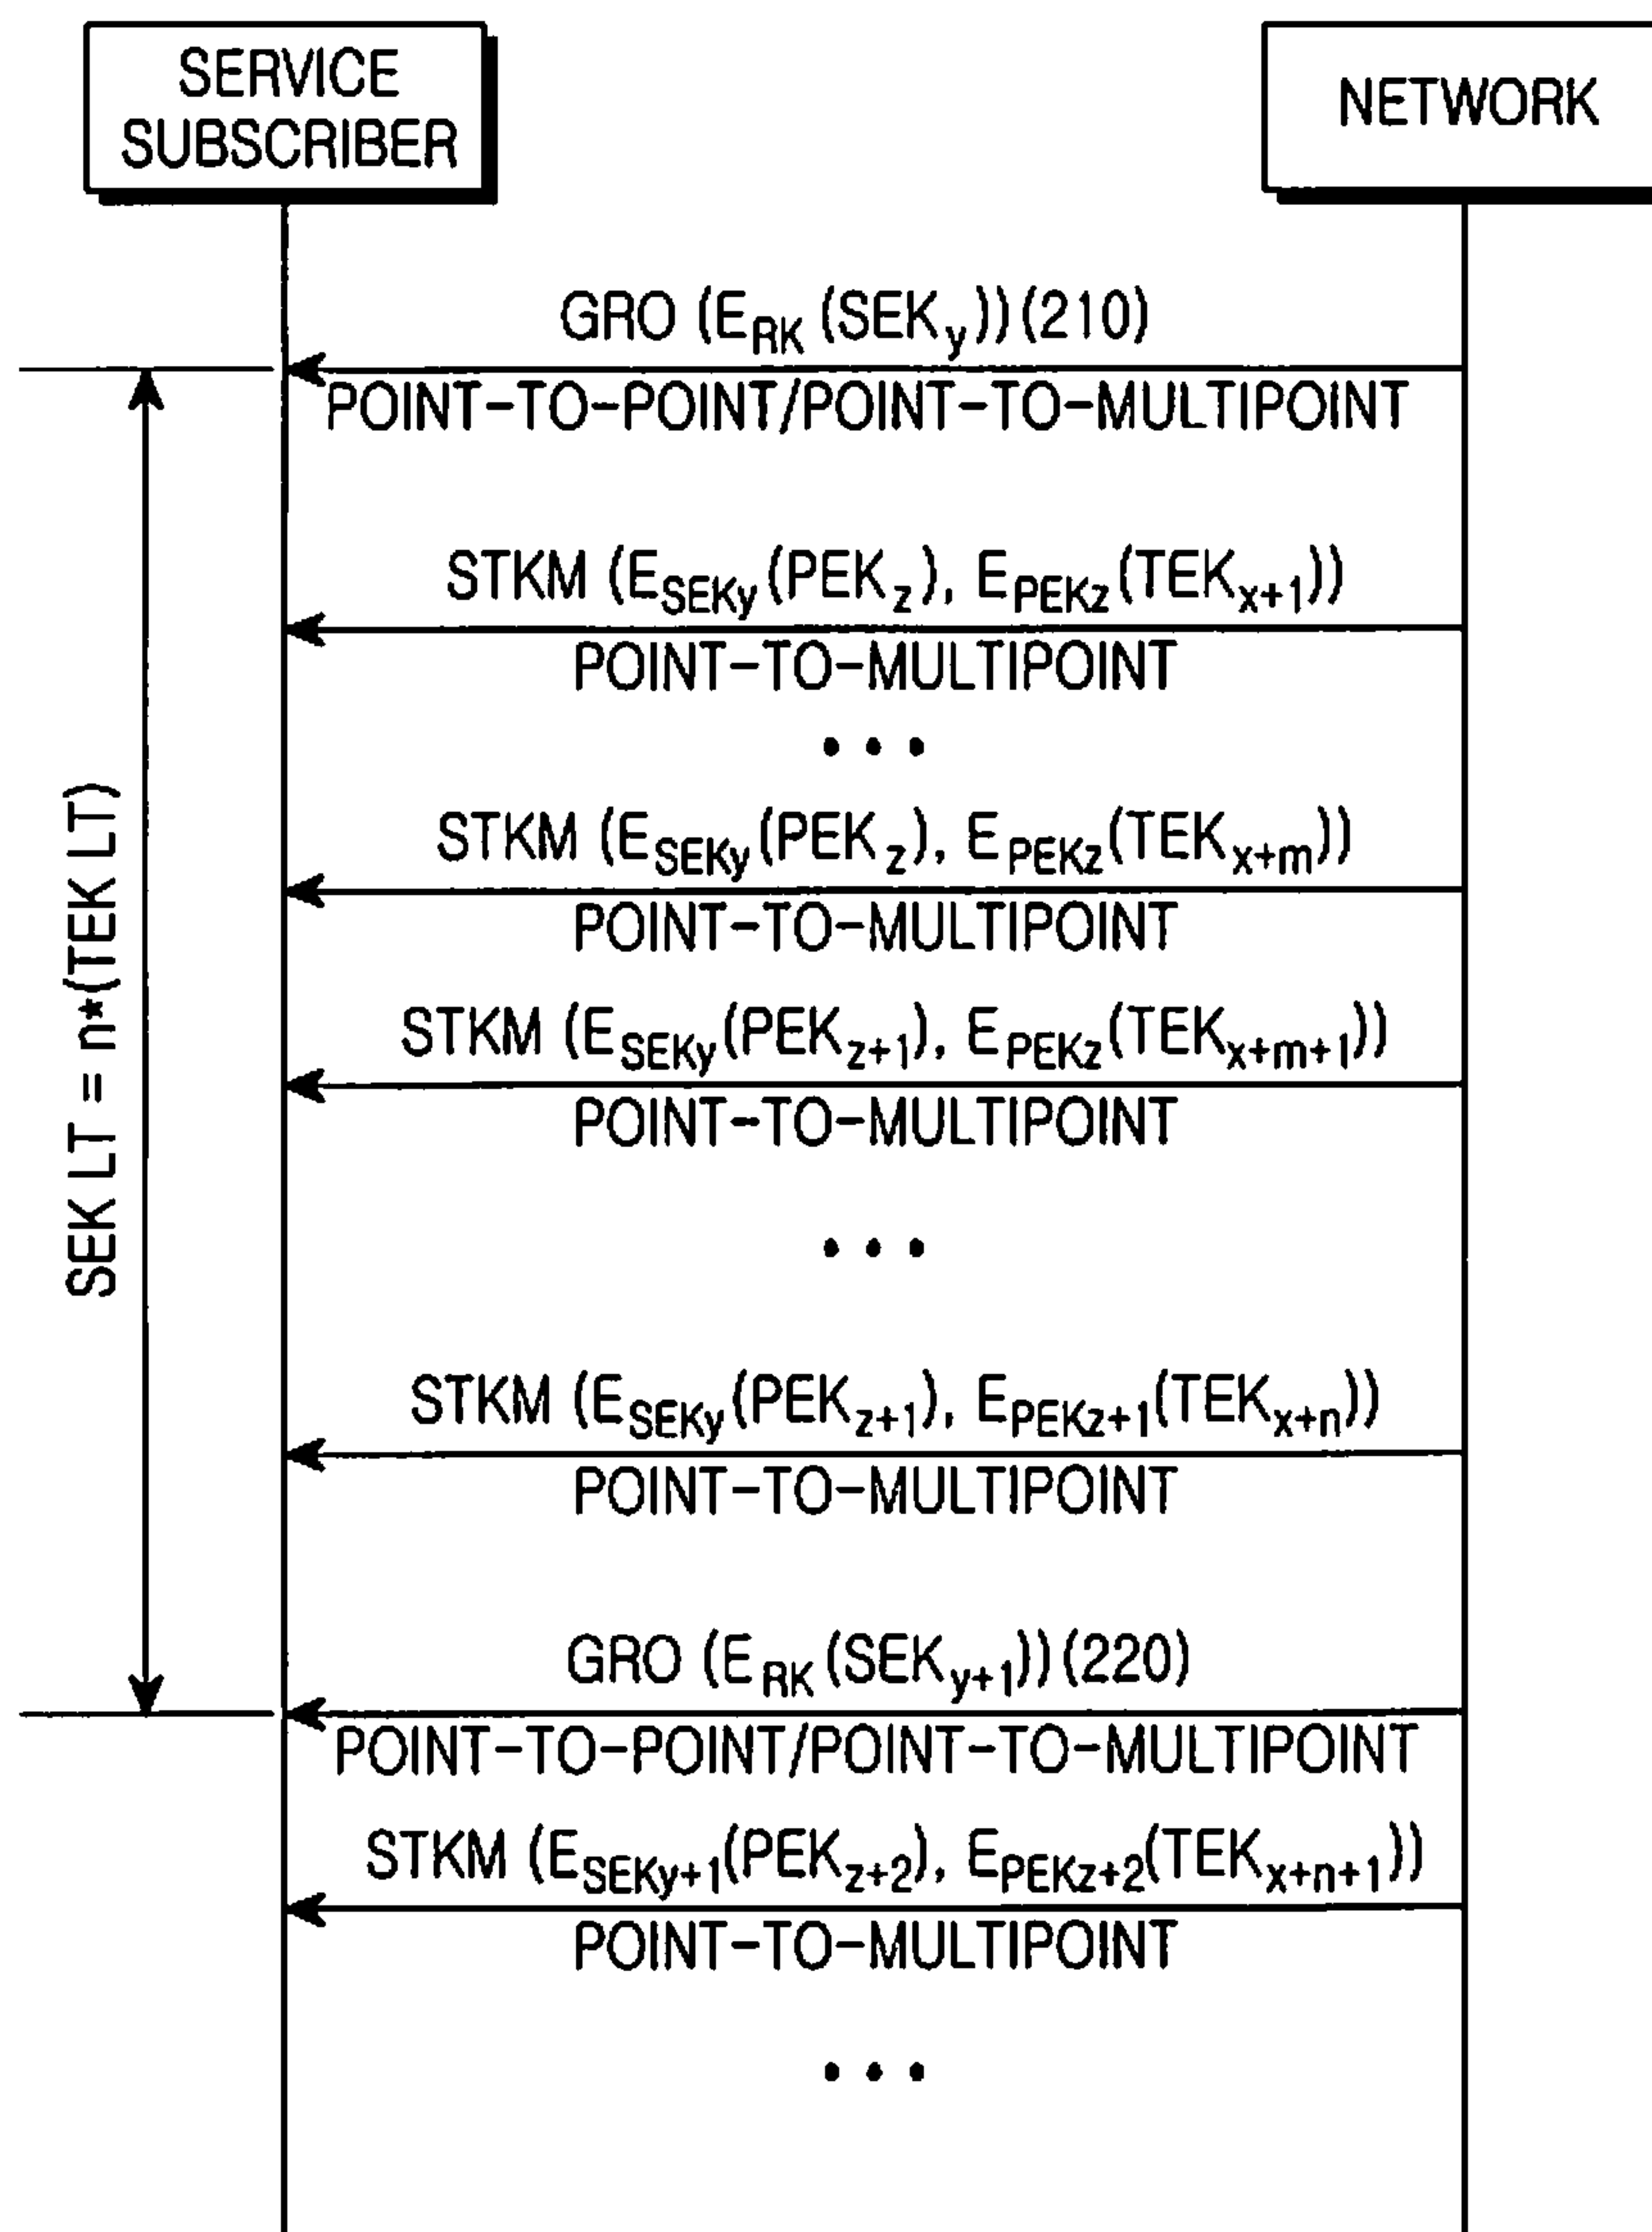 SERVICE
SUBSCRIBER
NETWORK
GRO (E_RK (SEK_y)) (210)
POINT-TO-POINT/POINT-TO-MULTIPOINT
STKM (E_SEKy (PEK_z), E_PEKz (TEK_x+1))
POINT-TO-MULTIPOINT
• • •
STKM (E_SEKy (PEK_z), E_PEKz (TEK_x+m))
POINT-TO-MULTIPOINT
STKM (E_SEKy (PEK_z+1), E_PEKz (TEK_x+m+1))
POINT-TO-MULTIPOINT
• • •
SEK LT = n*(TEK LT)
STKM (E_SEKy (PEK_z+1), E_PEKz+1 (TEK_x+n))
POINT-TO-MULTIPOINT
GRO (E_RK (SEK_y+1)) (220)
POINT-TO-POINT/POINT-TO-MULTIPOINT
STKM (E_SEKy+1 (PEK_z+2), E_PEKz+2 (TEK_x+n+1))
POINT-TO-MULTIPOINT
• • •